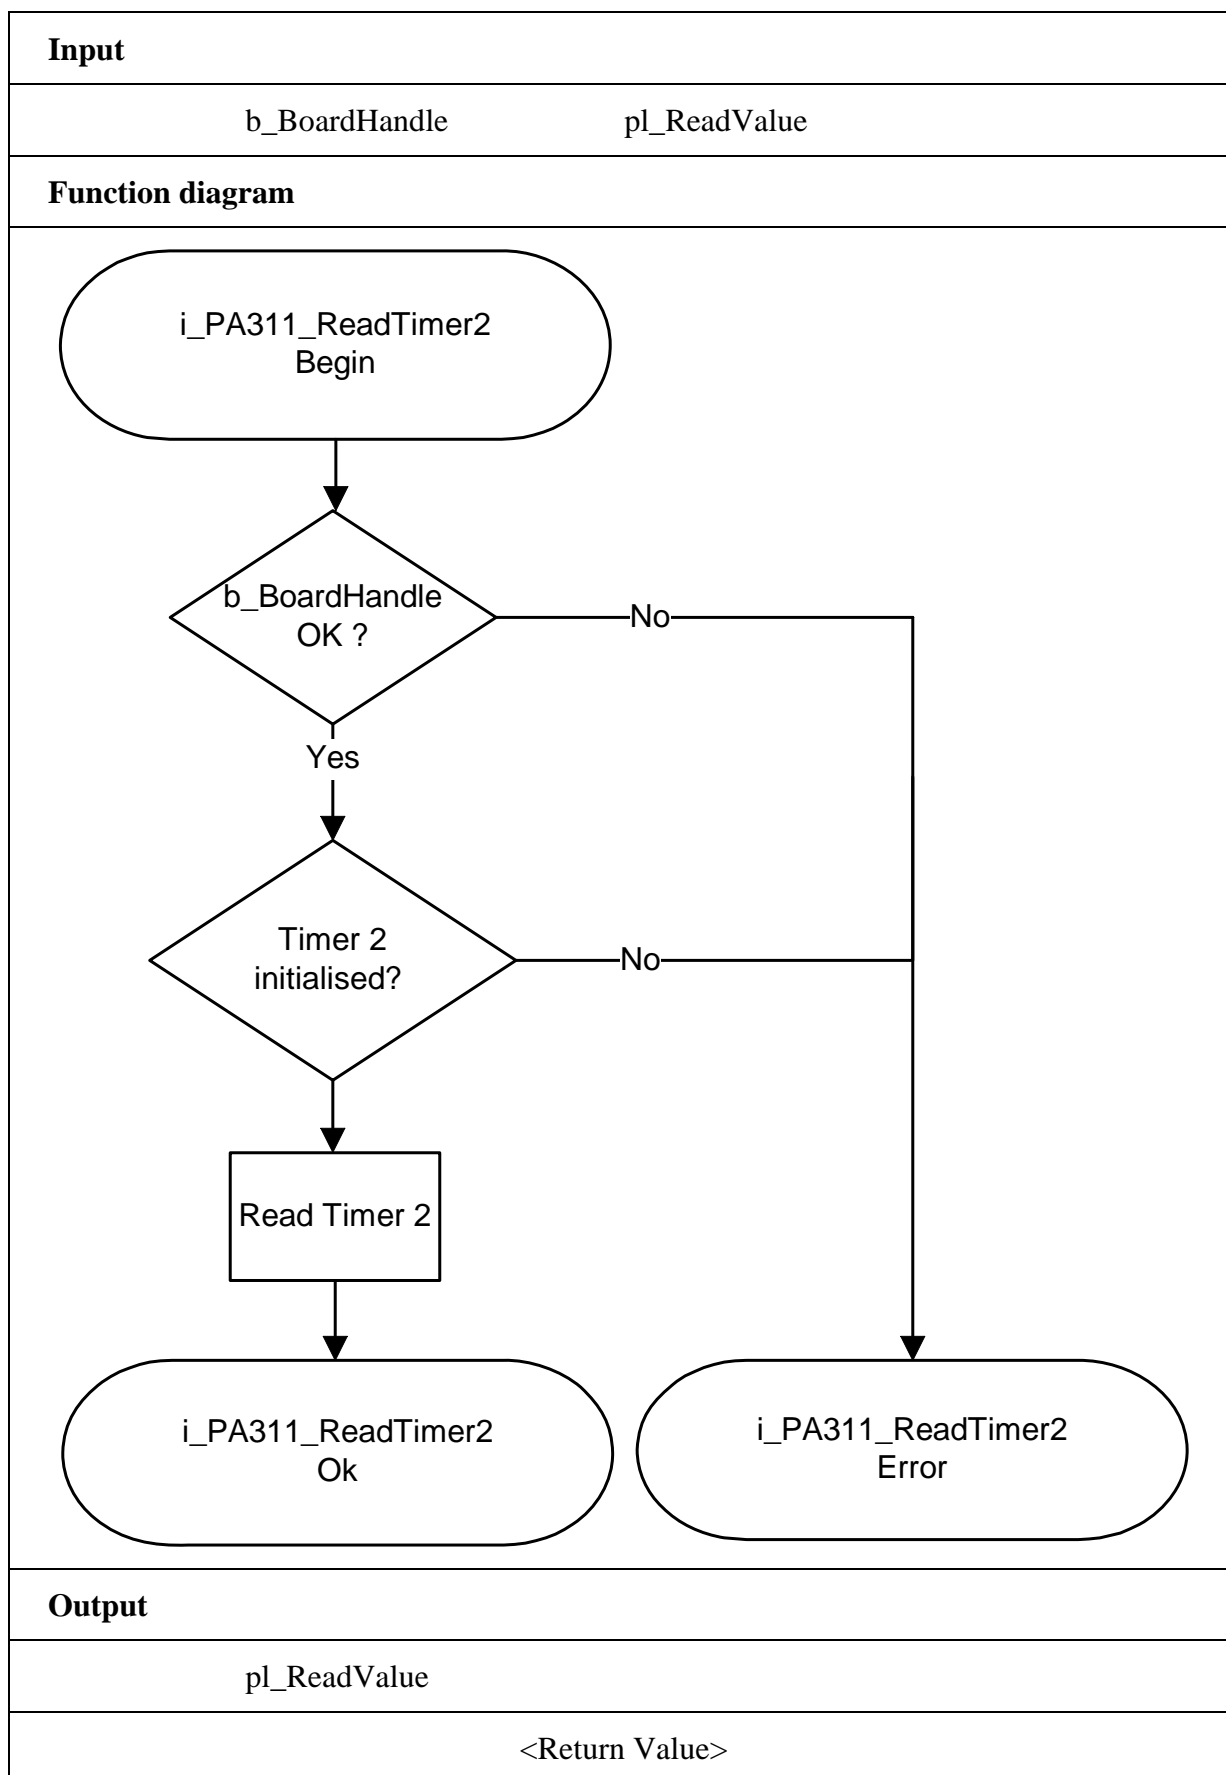 Input
b_BoardHandle pl_ReadValue
Function diagram
i_PA311_ReadTimer2
Begin
b_BoardHandle
OK ?
No
Yes
Timer 2
initialised?
No
Read Timer 2
i_PA311_ReadTimer2
Ok
i_PA311_ReadTimer2
Error
Output
pl_ReadValue
<Return Value>